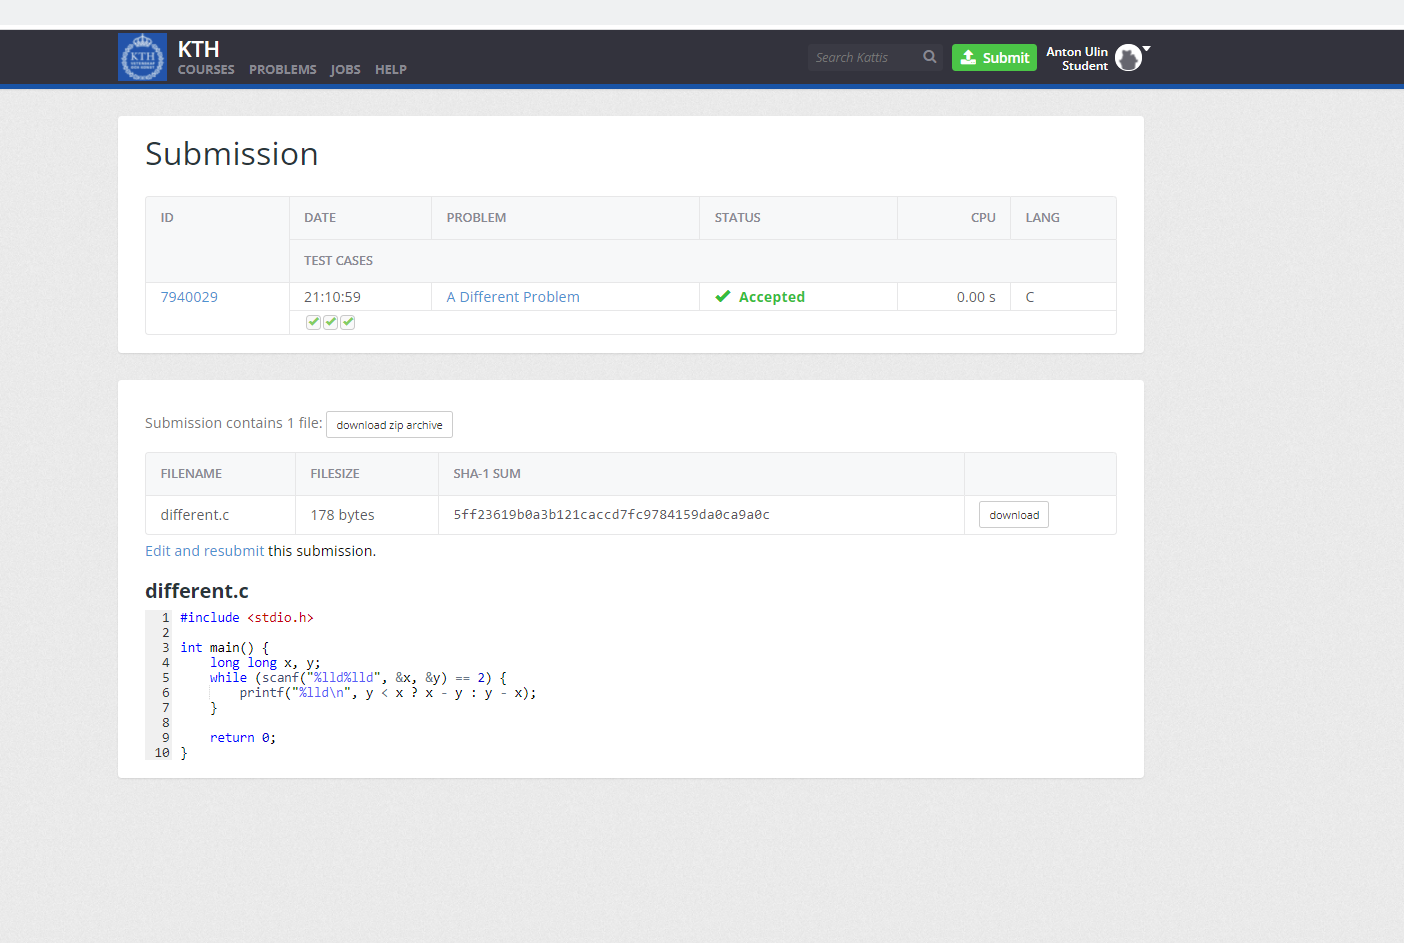 KTH
COURSES PROBLEMS JOBS HELP
Search Kattis
Submit
Anton Ulin
Student
KTH
Submission
ID DATE PROBLEM STATUS CPU LANG
TEST CASES
7940029 21:10:59 A Different Problem Accepted 0.00 s C
Submission contains 1 file: download zip archive
FILENAME FILESIZE SHA-1 SUM
different.c 178 bytes 5ff23619b0a3b121caccd7fc9784159da0ca9a0c download
Edit and resubmit this submission.
different.c
1 #include <stdio.h>
2
3 int main() {
4     long long x, y;
5     while (scanf("%lld%lld", &x, &y) == 2) {
6         printf("%lld\n", y < x ? x - y : y - x);
7     }
8
9     return 0;
10 }